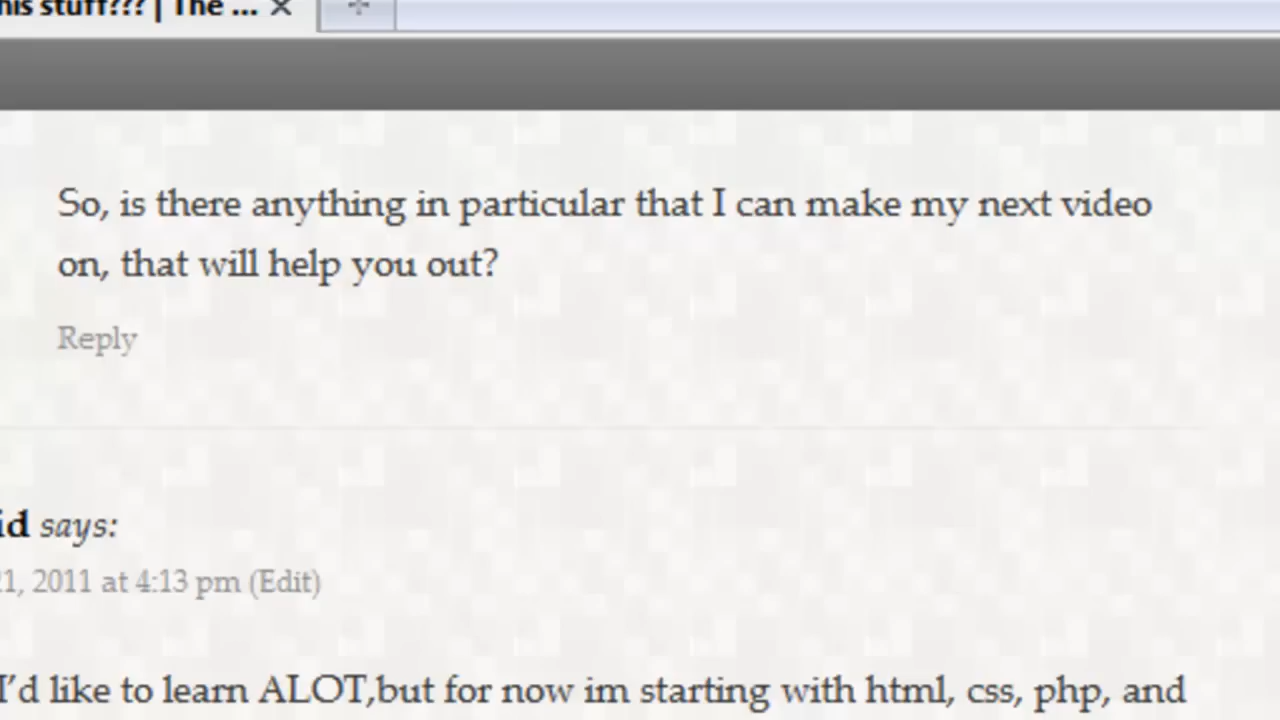 his stuff??? | The ...
So, is there anything in particular that I can make my next video
on, that will help you out?
Reply
id says:
21, 2011 at 4:13 pm (Edit)
I'd like to learn ALOT,but for now im starting with html, css, php, and